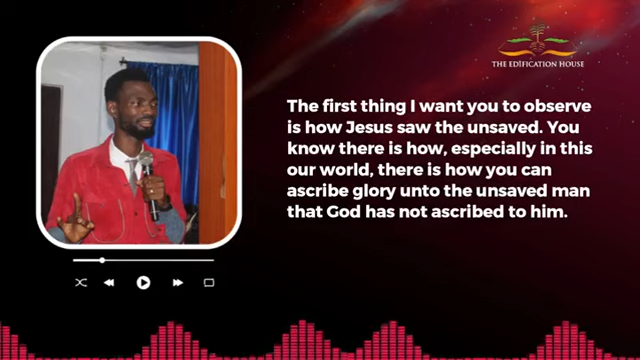 THE EDIFICATION HOUSE
The first thing I want you to observe
is how Jesus saw the unsaved. You
know there is how, especially in this
our world, there is how you can
ascribe glory unto the unsaved man
that God has not ascribed to him.